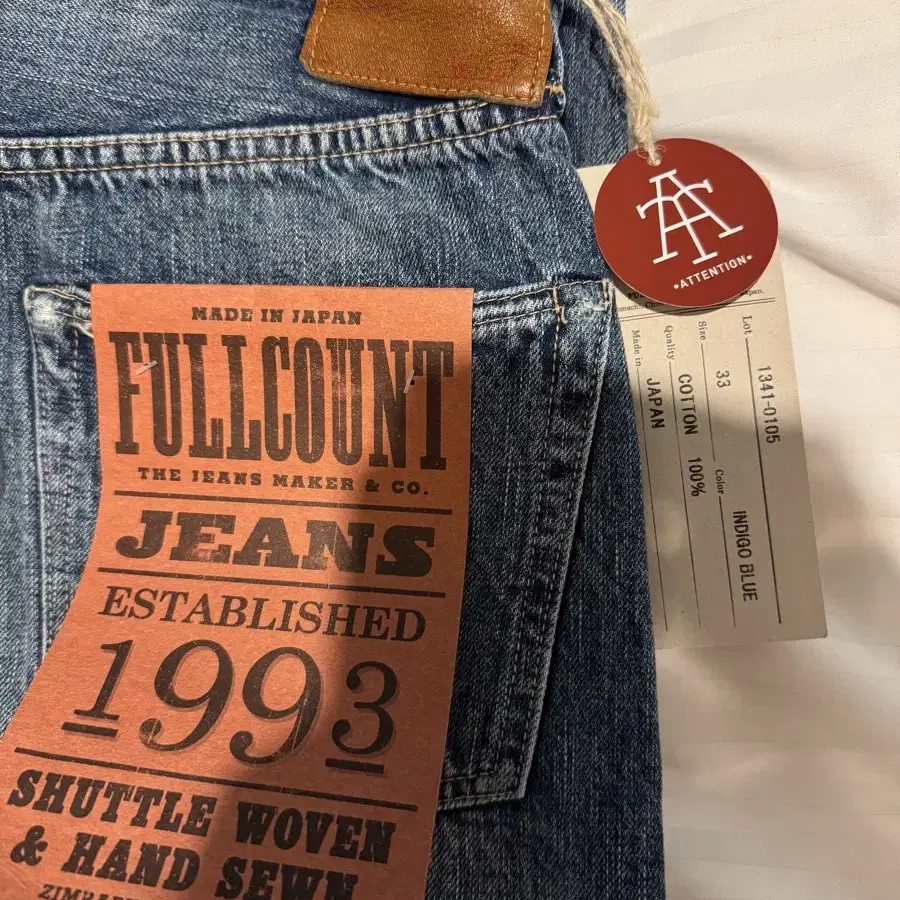 MADE IN JAPAN
FULLCOUNT
THE JEANS MAKER & CO.
JEANS
ESTABLISHED
1993
SHUTTLE WOVEN
& HAND SEWN
•ATTENTION•
Lot 1341-0105
Size 33 Color INDIGO BLUE
Quality COTTON 100%
Made in JAPAN